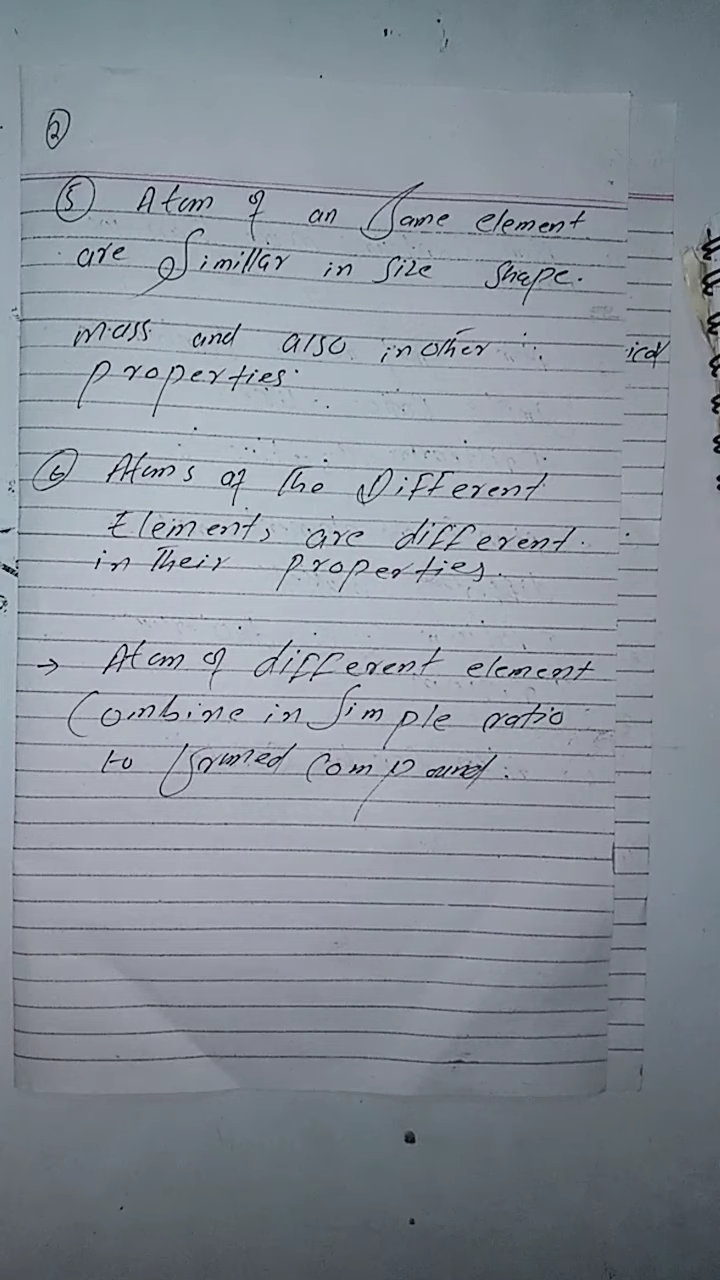 ②
⑤ Atom of an Same element
are Simillar in Size Shape.
mass and also in other
ical
properties.
⑥ Atoms of the Different
Elements are different.
in Their properties.
→ Atom of different element
Combine in Simple ratio
to formed Compound.